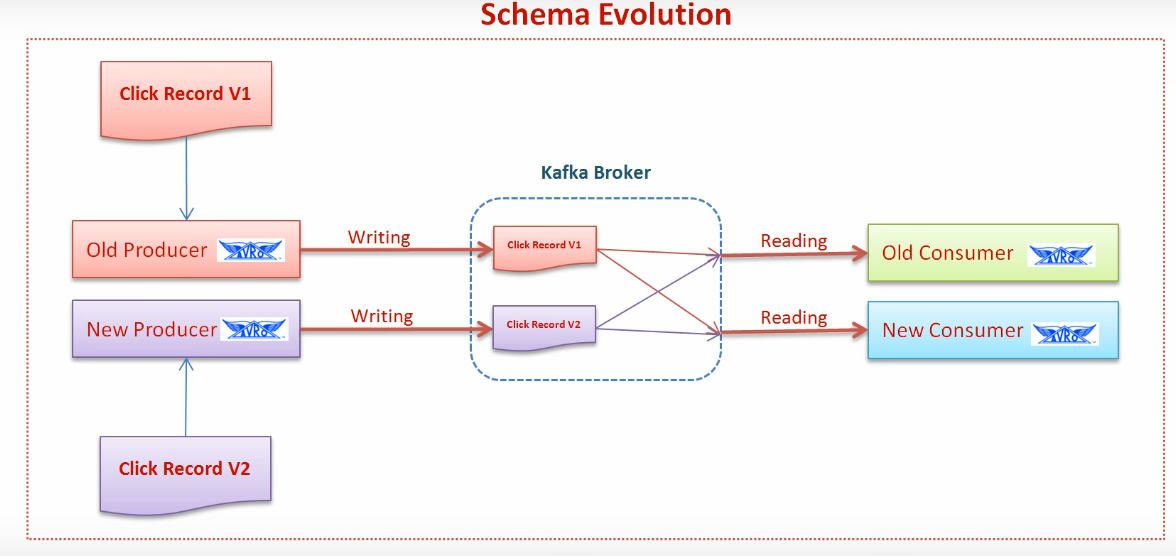 Schema Evolution
Click Record V1
Kafka Broker
Old Producer AVRO
Writing
Click Record V1
Reading
Old Consumer AVRO
New Producer AVRO
Writing
Click Record V2
Reading
New Consumer AVRO
Click Record V2